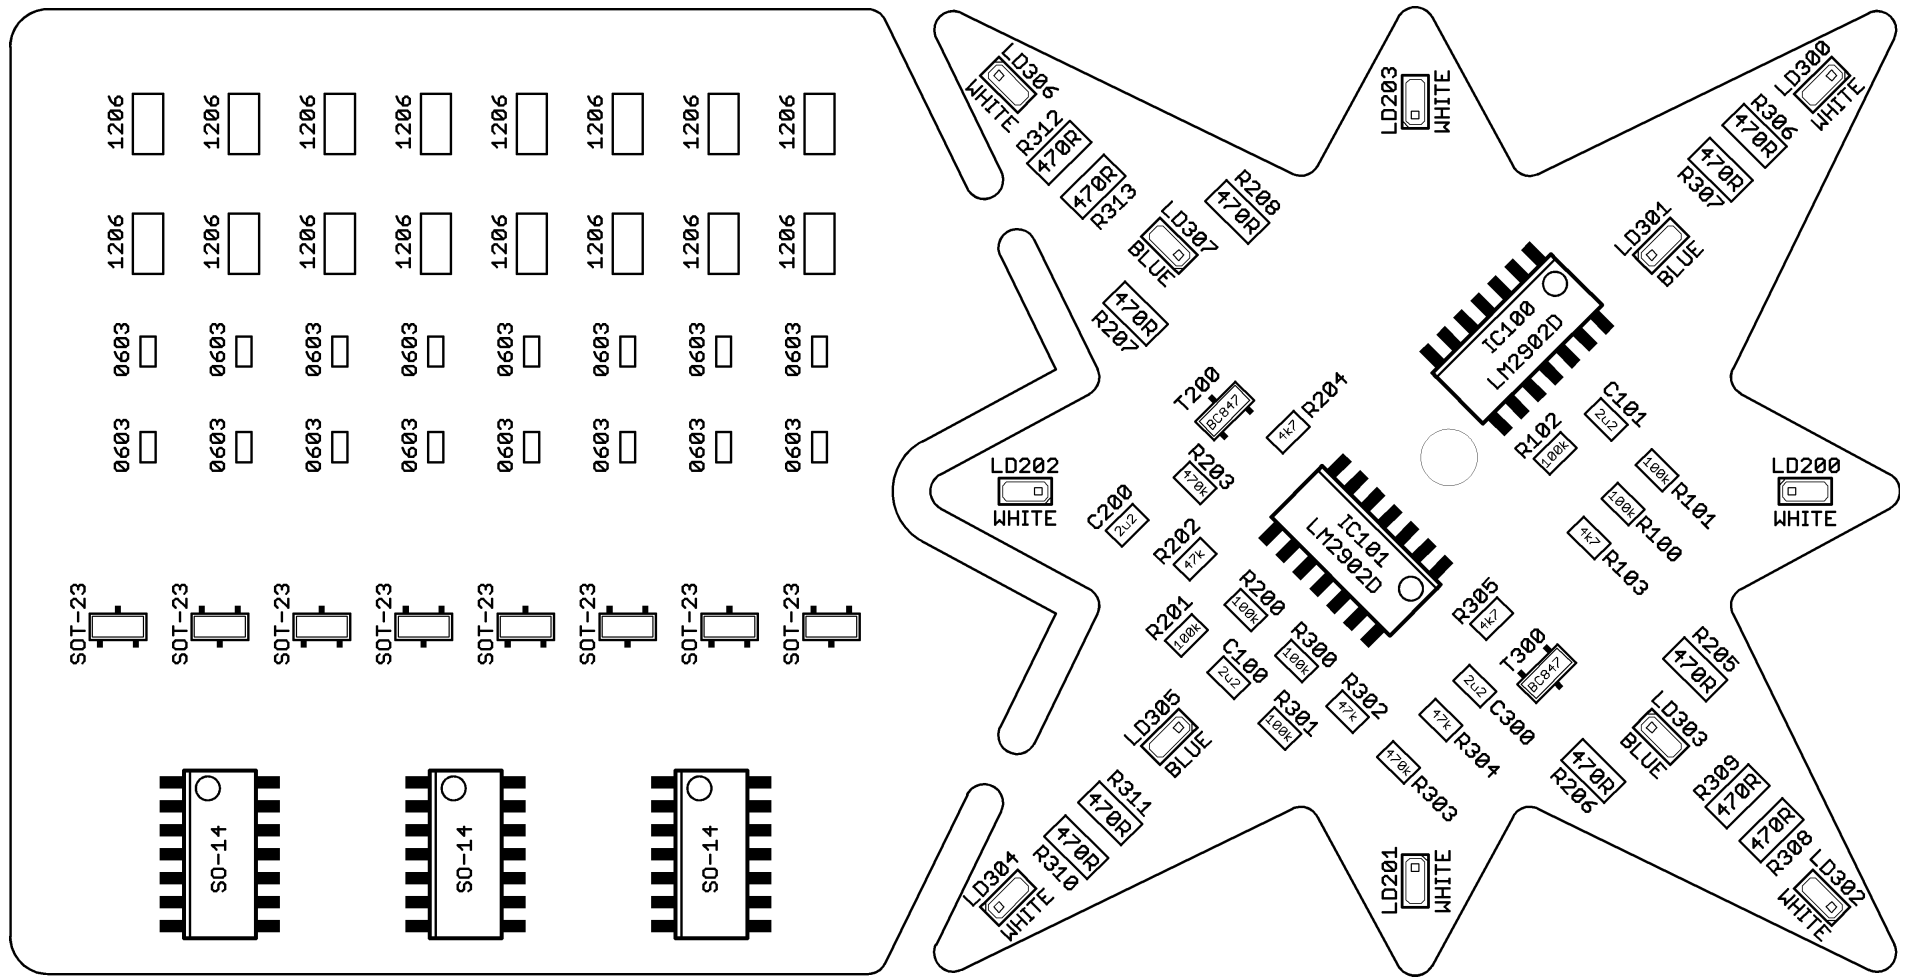 1206 1206 1206 1206 1206 1206 1206 1206
1206 1206 1206 1206 1206 1206 1206 1206
0603 0603 0603 0603 0603 0603 0603 0603
0603 0603 0603 0603 0603 0603 0603 0603
SOT-23 SOT-23 SOT-23 SOT-23 SOT-23 SOT-23 SOT-23 SOT-23
SO-14 SO-14 SO-14
LD306
WHITE
R312
470R
470R
R313
LD307
BLUE
R208
470R
470R
R207
LD203
WHITE
LD300
WHITE
R306
470R
470R
R307
LD301
BLUE
IC100
LM2902D
T200
BC847
R204
4k7
R203
470k
LD202
WHITE
C200
2u2
R202
47k
IC101
LM2902D
R102
100k
C101
2u2
100k
R101
100k
R100
4k7
R103
LD200
WHITE
R200
100k
R201
100k
C100
2u2
R300
100k
R301
100k
R302
47k
R305
4k7
T300
BC847
2u2
C300
47k
R304
470k
R303
R205
470R
LD303
BLUE
470R
R206
R309
470R
470R
R308
LD302
WHITE
LD305
BLUE
R311
470R
470R
R310
LD304
WHITE
LD201
WHITE